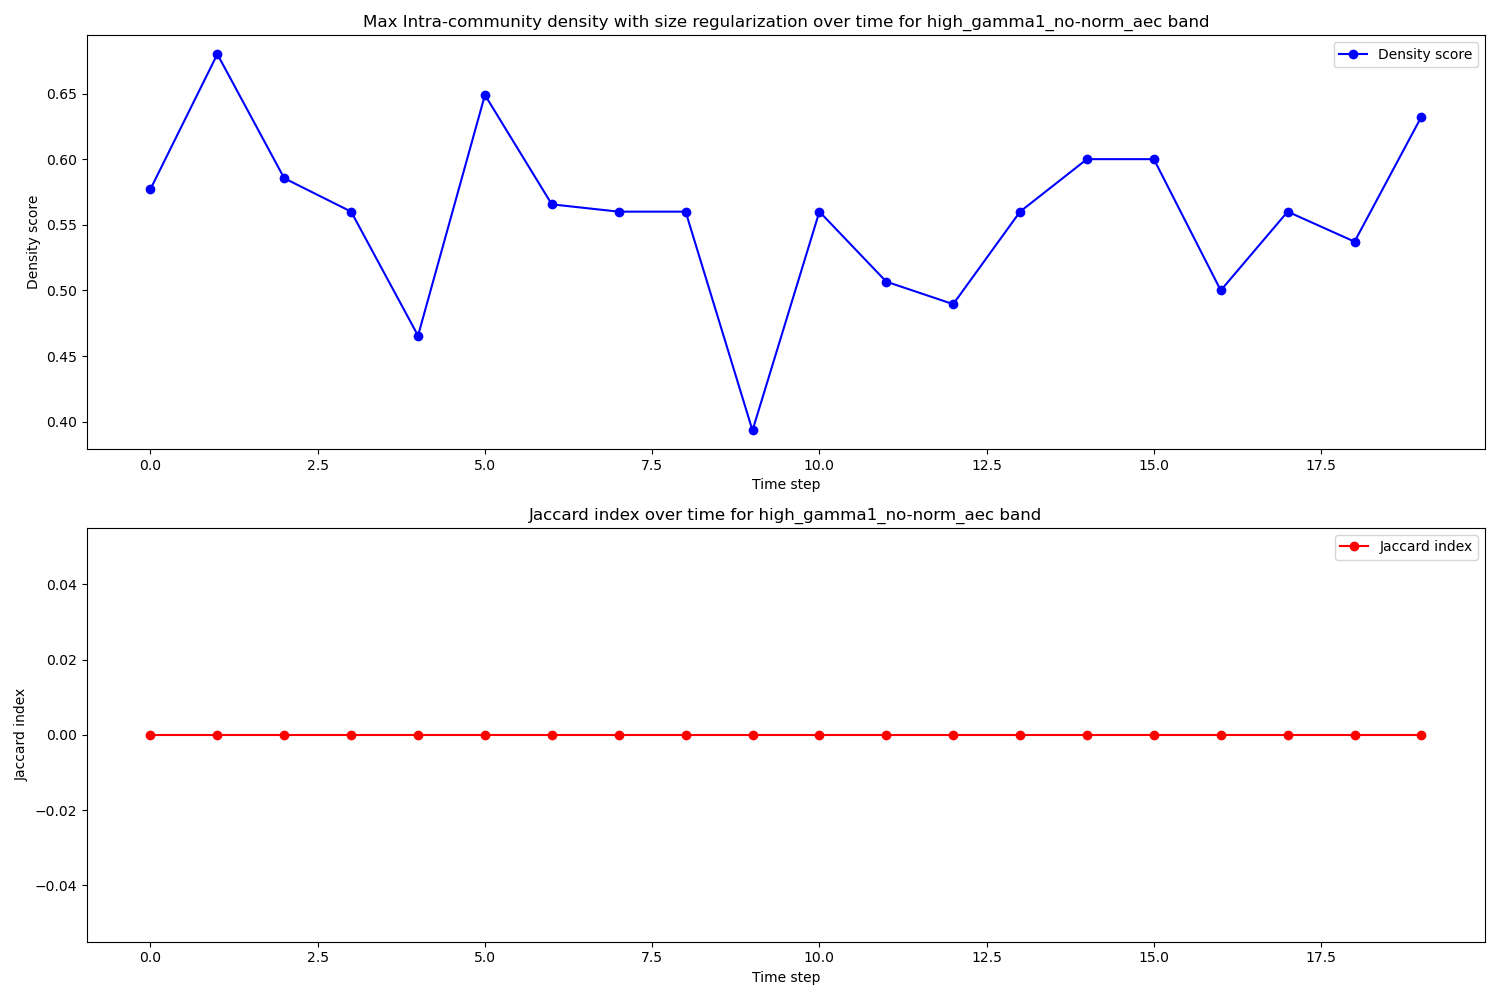 Max Intra-community density with size regularization over time for high_gamma1_no-norm_aec band
Density score
0.65
0.60
0.55
0.50
0.45
0.40
Density score
0.0 2.5 5.0 7.5 10.0 12.5 15.0 17.5
Time step
Jaccard index over time for high_gamma1_no-norm_aec band
Jaccard index
0.04
0.02
0.00
−0.02
−0.04
Jaccard index
0.0 2.5 5.0 7.5 10.0 12.5 15.0 17.5
Time step